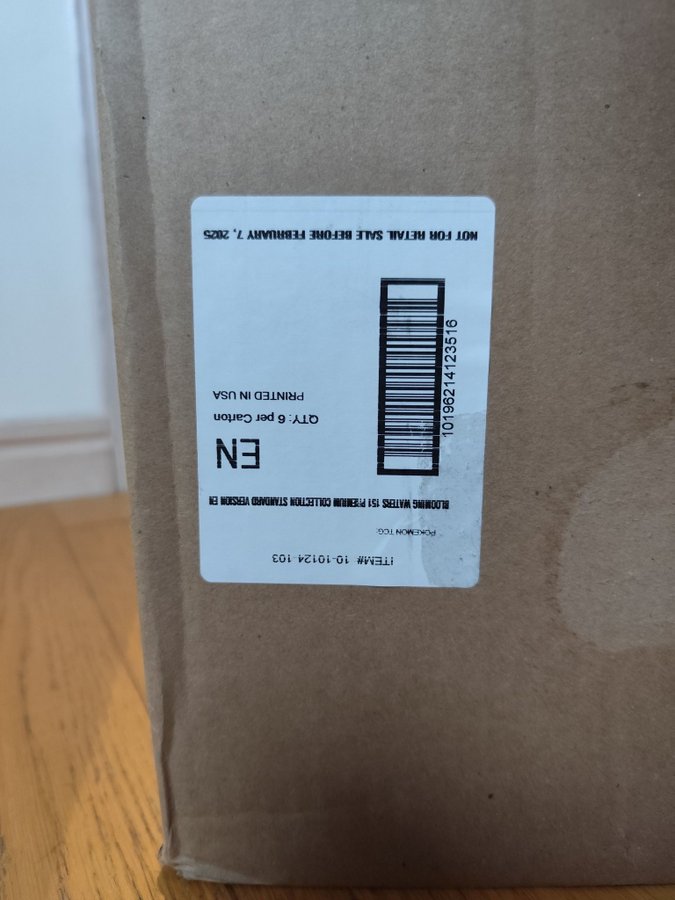 ITEM# 10-10124-103
POKEMON TCG:
BLOOMING WATERS 151 PREMIUM COLLECTION STANDARD VERSION EN
EN
QTY: 6 per Carton
PRINTED IN USA
10196214123516
NOT FOR RETAIL SALE BEFORE FEBRUARY 7, 2025